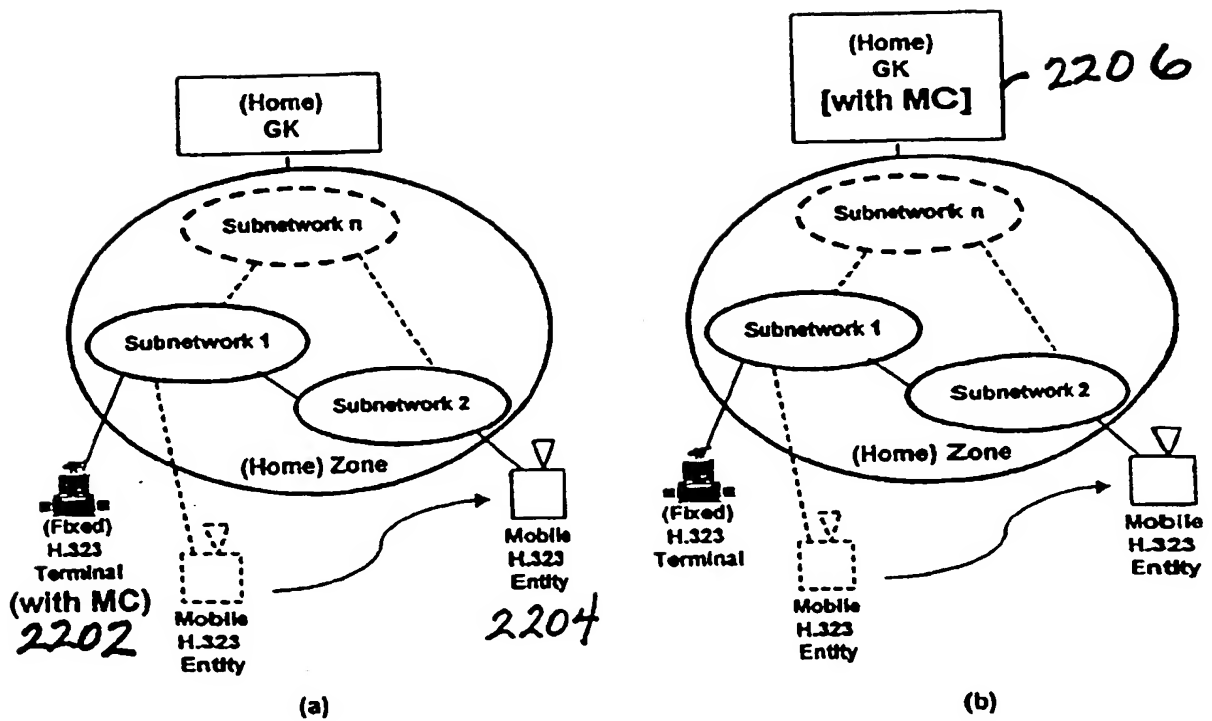 (Home)
GK
Subnetwork n
Subnetwork 1
Subnetwork 2
(Home) Zone
(Fixed)
H.323
Terminal
(with MC)
2202
Mobile
H.323
Entity
Mobile
H.323
Entity
2204
(a)
(Home)
GK
[with MC]
2206
Subnetwork n
Subnetwork 1
Subnetwork 2
(Home) Zone
(Fixed)
H.323
Terminal
Mobile
H.323
Entity
Mobile
H.323
Entity
(b)